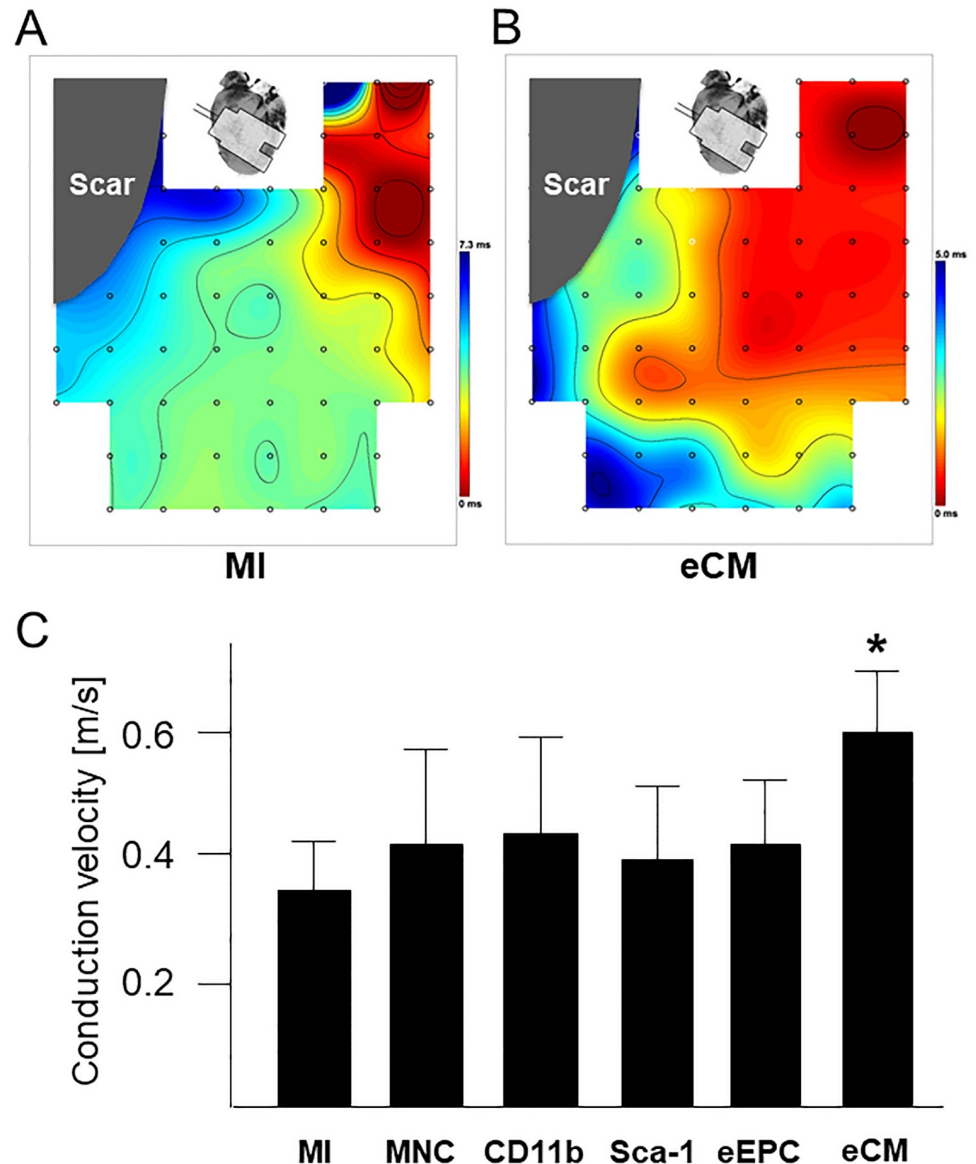 A
B
Scar
Scar
7.3 ms
0 ms
5.0 ms
0 ms
MI
eCM
C
Conduction velocity [m/s]
0.6
0.4
0.2
*
MI MNC CD11b Sca-1 eEPC eCM